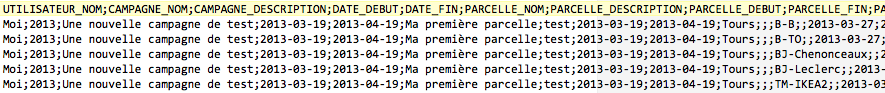 UTILISATEUR_NOM;CAMPAGNE_NOM;CAMPAGNE_DESCRIPTION;DATE_DEBUT;DATE_FIN;PARCELLE_NOM;PARCELLE_DESCRIPTION;PARCELLE_DEBUT;PARCELLE_FIN;PA
Moi;2013;Une nouvelle campagne de test;2013-03-19;2013-04-19;Ma première parcelle;test;2013-03-19;2013-04-19;Tours;;;B-B;;2013-03-27;2
Moi;2013;Une nouvelle campagne de test;2013-03-19;2013-04-19;Ma première parcelle;test;2013-03-19;2013-04-19;Tours;;;B-TO;;2013-03-27;
Moi;2013;Une nouvelle campagne de test;2013-03-19;2013-04-19;Ma première parcelle;test;2013-03-19;2013-04-19;Tours;;;BJ-Chenonceaux;;2
Moi;2013;Une nouvelle campagne de test;2013-03-19;2013-04-19;Ma première parcelle;test;2013-03-19;2013-04-19;Tours;;;BJ-Leclerc;;2013-
Moi;2013;Une nouvelle campagne de test;2013-03-19;2013-04-19;Ma première parcelle;test;2013-03-19;2013-04-19;Tours;;;TM-IKEA2;;2013-03